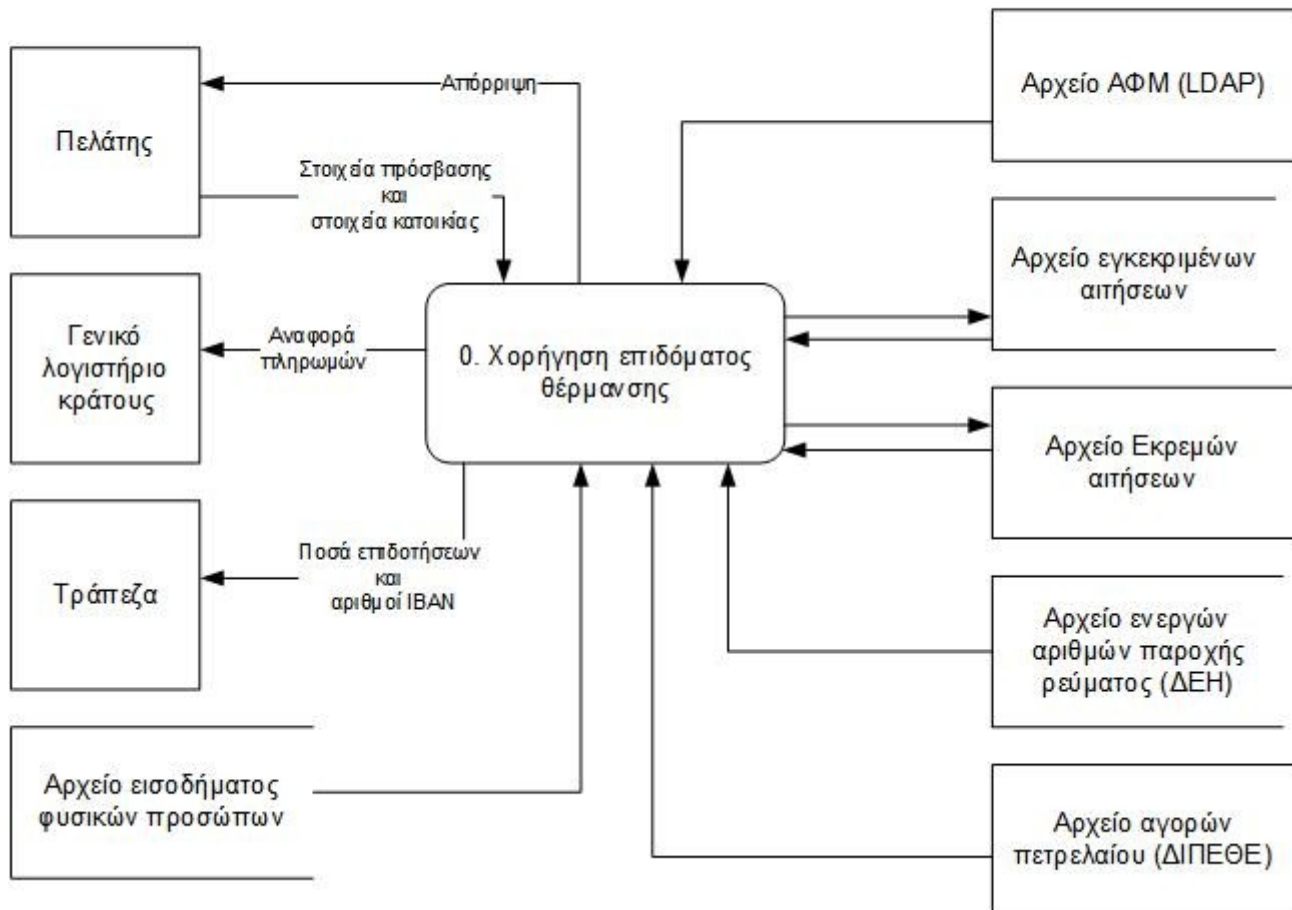 Πελάτης
Απόρριψη
Στοιχεία πρόσβασης
και
στοιχεία κατοικίας
Γενικό
λογιστήριο
κράτους
Αναφορά
πληρωμών
0. Χορήγηση επιδόματος
θέρμανσης
Τράπεζα
Ποσά επιδοτήσεων
και
αριθμοί IBAN
Αρχείο εισοδήματος
φυσικών προσώπων
Αρχείο ΑΦΜ (LDAP)
Αρχείο εγκεκριμένων
αιτήσεων
Αρχείο Εκρεμών
αιτήσεων
Αρχείο ενεργών
αριθμών παροχής
ρεύματος (ΔΕΗ)
Αρχείο αγορών
πετρελαίου (ΔΙΠΕΘΕ)